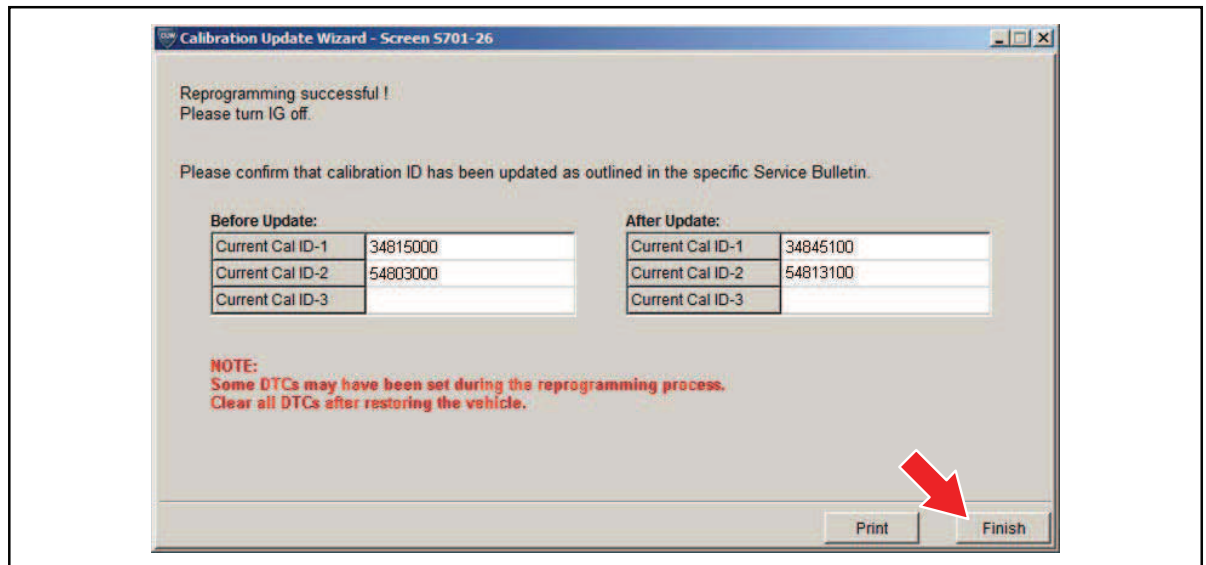 Calibration Update Wizard - Screen S701-26
Reprogramming successful !
Please turn IG off.
Please confirm that calibration ID has been updated as outlined in the specific Service Bulletin.
Before Update:
Current Cal ID-1 34815000
Current Cal ID-2 54803000
Current Cal ID-3
After Update:
Current Cal ID-1 34845100
Current Cal ID-2 54813100
Current Cal ID-3
NOTE:
Some DTCs may have been set during the reprogramming process.
Clear all DTCs after restoring the vehicle.
Print Finish